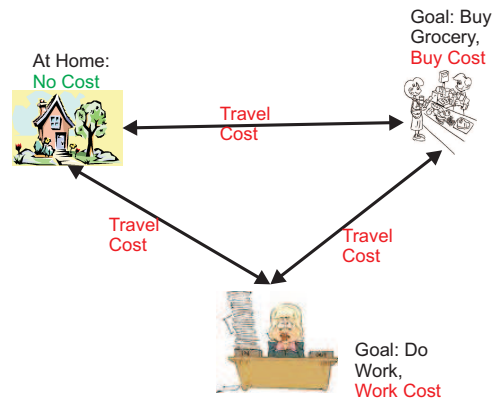 Goal: Buy
Grocery,
Buy Cost
At Home:
No Cost
Travel
Cost
Travel
Cost
Travel
Cost
Goal: Do
Work,
Work Cost